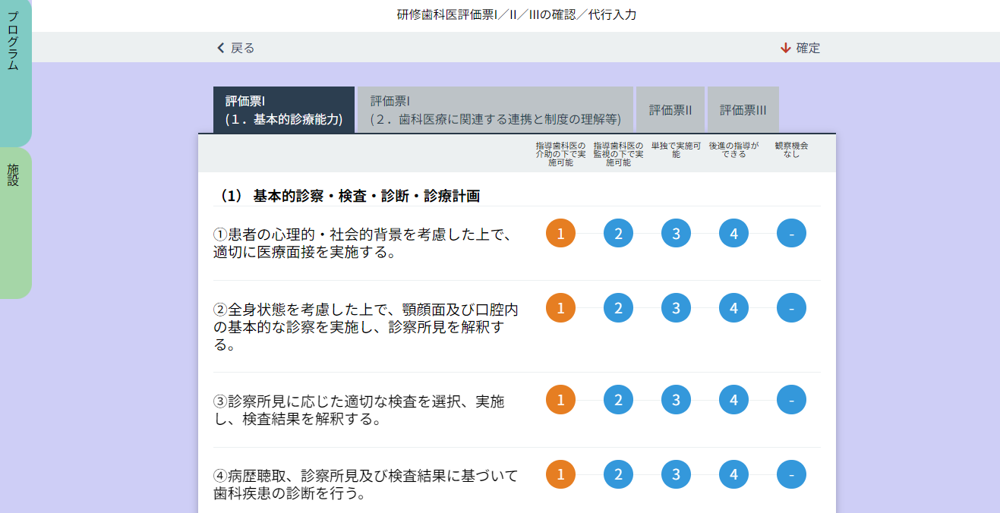 研修歯科医評価票I／II／IIIの確認／代行入力
プログラム
戻る
確定
施設
評価票I
(１．基本的診療能力)
評価票I
(２．歯科医療に関連する連携と制度の理解等)
評価票II
評価票III
指導歯科医の
介助の下で実
施可能
指導歯科医の
監視の下で実
施可能
単独で実施可
能
後進の指導が
できる
観察機会
なし
（1） 基本的診察・検査・診断・診療計画
①患者の心理的・社会的背景を考慮した上で、
適切に医療面接を実施する。
1 2 3 4 -
②全身状態を考慮した上で、顎顔面及び口腔内
の基本的な診察を実施し、診察所見を解釈す
る。
1 2 3 4 -
③診察所見に応じた適切な検査を選択、実施
し、検査結果を解釈する。
1 2 3 4 -
④病歴聴取、診察所見及び検査結果に基づいて
歯科疾患の診断を行う。
1 2 3 4 -